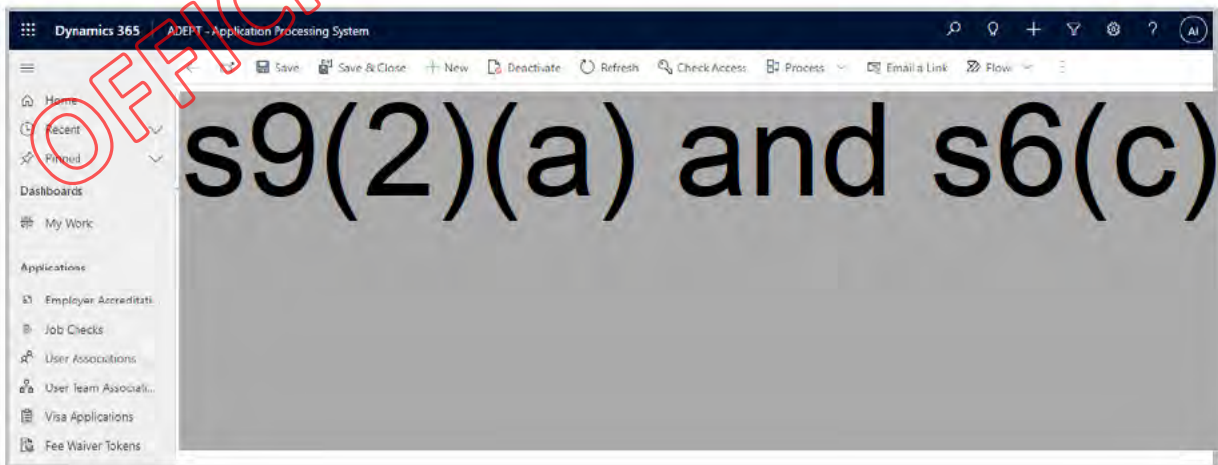 Dynamics 365 ADEPT - Application Processing System AI
Save Save & Close + New Deactivate Refresh Check Access Process Email a Link Flow
Home
Recent
Pinned
Dashboards
My Work
Applications
Employer Accreditati...
Job Checks
User Associations
User Team Associati...
Visa Applications
Fee Waiver Tokens
s9(2)(a) and s6(c)
OFFIC